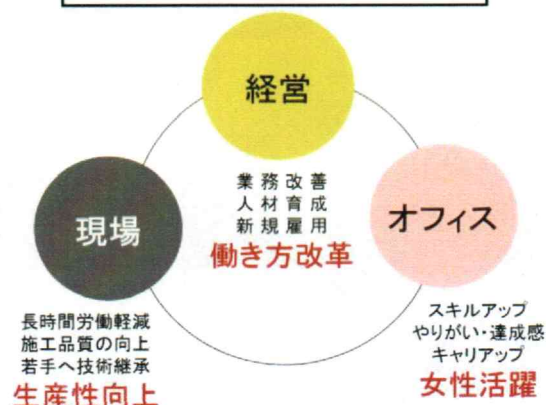 経営
業務改善
人材育成
新規雇用
働き方改革
現場
長時間労働軽減
施工品質の向上
若手へ技術継承
生産性向上
オフィス
スキルアップ
やりがい・達成感
キャリアップ
女性活躍